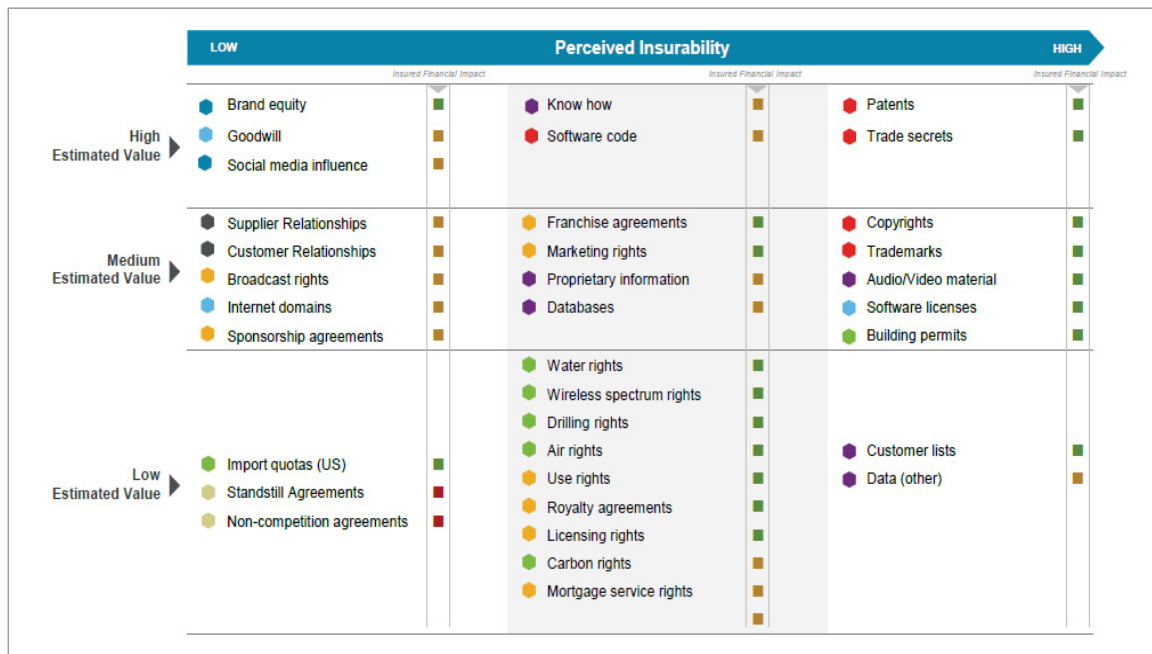 LOW Perceived Insurability HIGH
Insured Financial Impact Insured Financial Impact Insured Financial Impact
High
Estimated Value
Brand equity
Goodwill
Social media influence
Know how
Software code
Patents
Trade secrets
Medium
Estimated Value
Supplier Relationships
Customer Relationships
Broadcast rights
Internet domains
Sponsorship agreements
Franchise agreements
Marketing rights
Proprietary information
Databases
Copyrights
Trademarks
Audio/Video material
Software licenses
Building permits
Low
Estimated Value
Import quotas (US)
Standstill Agreements
Non-competition agreements
Water rights
Wireless spectrum rights
Drilling rights
Air rights
Use rights
Royalty agreements
Licensing rights
Carbon rights
Mortgage service rights
Customer lists
Data (other)